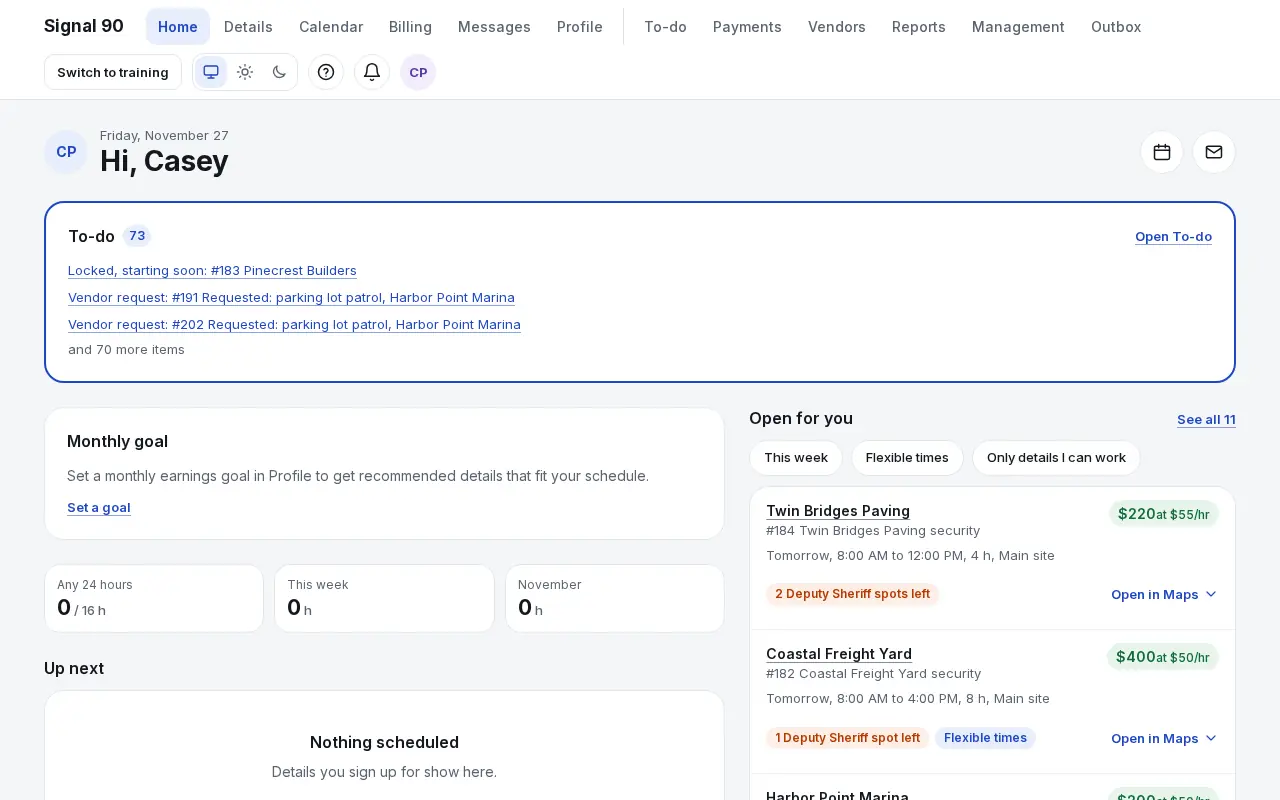 Signal 90
Home
Details
Calendar
Billing
Messages
Profile
To-do
Payments
Vendors
Reports
Management
Outbox
Switch to training
CP
CP
Friday, November 27
Hi, Casey
To-do 73
Open To-do
Locked, starting soon: #183 Pinecrest Builders
Vendor request: #191 Requested: parking lot patrol, Harbor Point Marina
Vendor request: #202 Requested: parking lot patrol, Harbor Point Marina
and 70 more items
Monthly goal
Set a monthly earnings goal in Profile to get recommended details that fit your schedule.
Set a goal
Any 24 hours
0 / 16 h
This week
0 h
November
0 h
Up next
Nothing scheduled
Details you sign up for show here.
Open for you
See all 11
This week
Flexible times
Only details I can work
Twin Bridges Paving
$220at $55/hr
#184 Twin Bridges Paving security
Tomorrow, 8:00 AM to 12:00 PM, 4 h, Main site
2 Deputy Sheriff spots left
Open in Maps
Coastal Freight Yard
$400at $50/hr
#182 Coastal Freight Yard security
Tomorrow, 8:00 AM to 4:00 PM, 8 h, Main site
1 Deputy Sheriff spot left
Flexible times
Open in Maps
Harbor Point Marina
$200at $50/hr